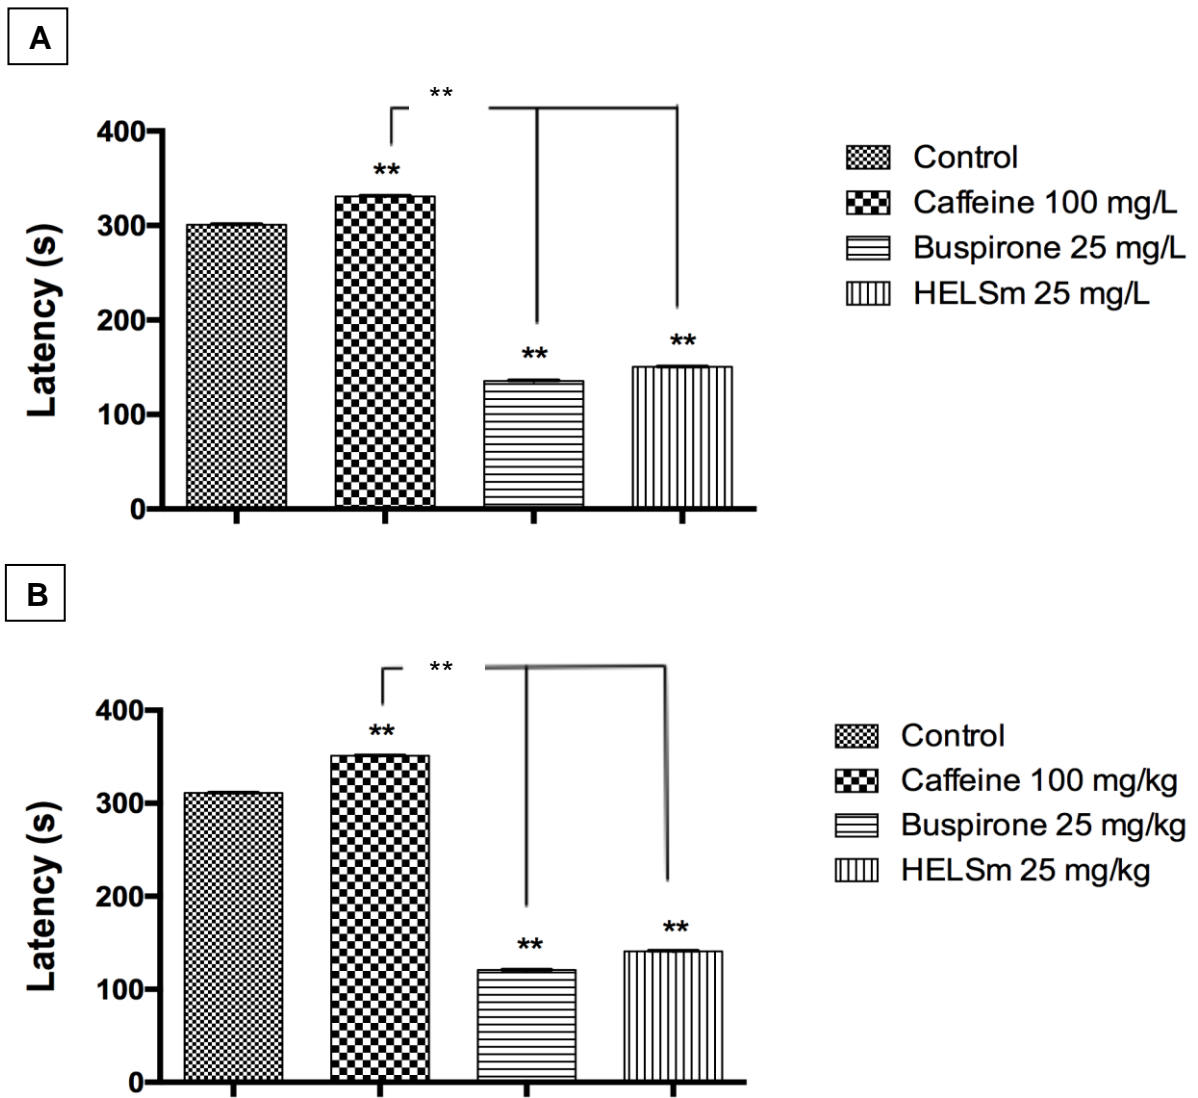 A
**
400
300
200
100
0
Latency (s)
**
**
**
Control
Caffeine 100 mg/L
Buspirone 25 mg/L
HELSm 25 mg/L
B
**
400
300
200
100
0
Latency (s)
**
**
**
Control
Caffeine 100 mg/kg
Buspirone 25 mg/kg
HELSm 25 mg/kg